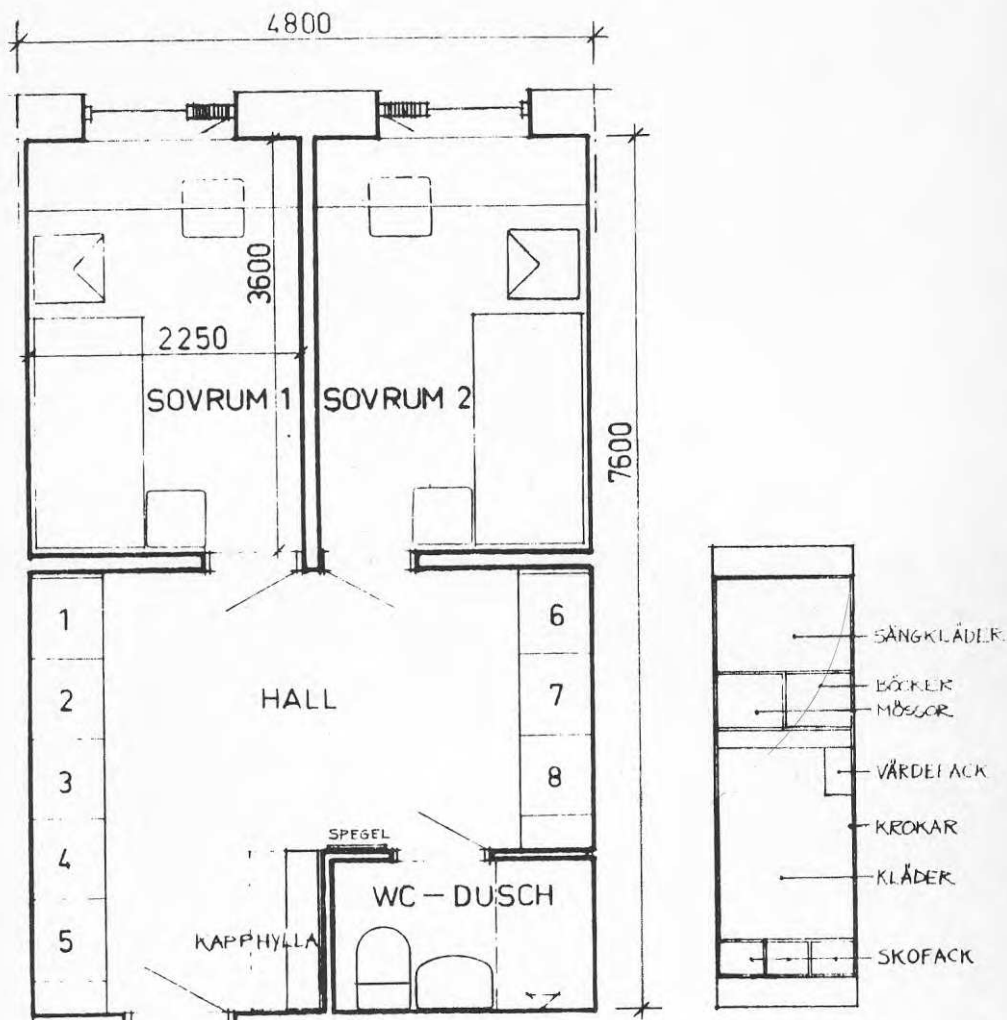 4800
3600
2250
SOVRUM 1
SOVRUM 2
7600
1
2
3
4
5
HALL
6
7
8
SPEGEL
WC-DUSCH
KAPPHYLLA
SÄNGKLÄDER
BÖCKER
MÖSSOR
VÄRDEFACK
KROKAR
KLÄDER
SKOFACK